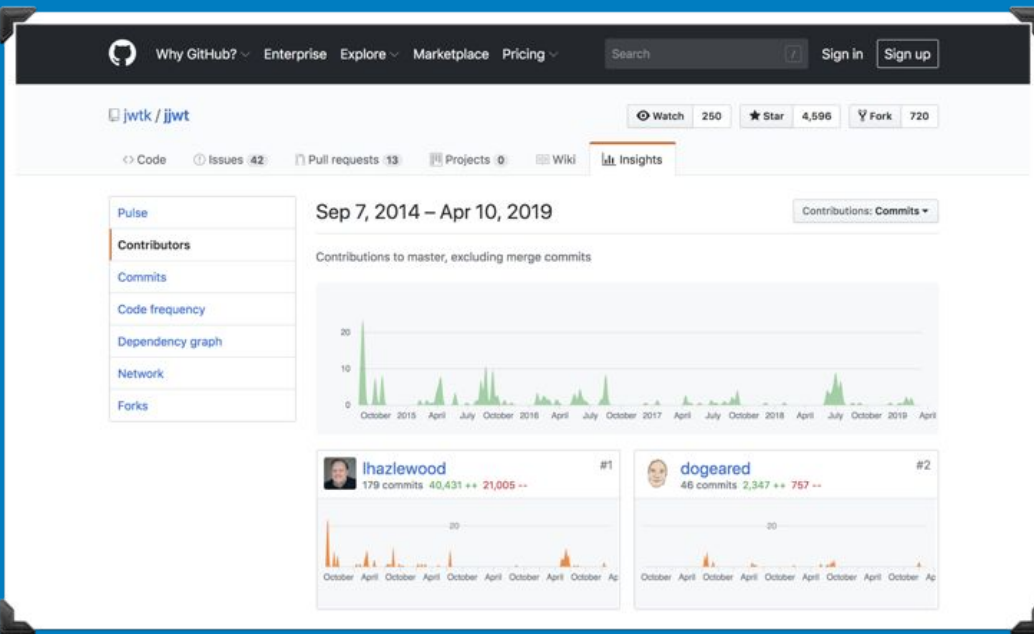 Why GitHub? Enterprise Explore Marketplace Pricing Search / Sign in Sign up
jwtk / jjwt Watch 250 Star 4,596 Fork 720
Code Issues 42 Pull requests 13 Projects 0 Wiki Insights
Pulse
Contributors
Commits
Code frequency
Dependency graph
Network
Forks
Sep 7, 2014 – Apr 10, 2019 Contributions: Commits
Contributions to master, excluding merge commits
20
10
0
October 2015 April July October 2016 April July October 2017 April July October 2018 April July October 2019 April
lhazlewood #1
179 commits 40,431 ++ 21,005 --
20
October April October April October April October April October Ap
dogeared #2
46 commits 2,347 ++ 757 --
20
October April October April October April October April October Ap